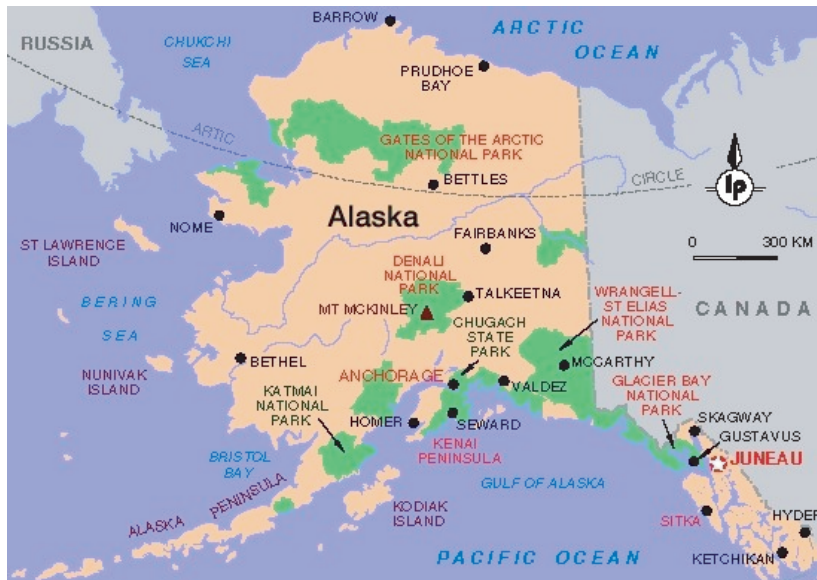 BARROW
ARCTIC
OCEAN
RUSSIA
CHUKCHI
SEA
PRUDHOE
BAY
ARTIC
GATES OF THE ARCTIC
NATIONAL PARK
BETTLES
CIRCLE
lp
NOME
Alaska
ST LAWRENCE
ISLAND
FAIRBANKS
0 300 KM
DENALI
NATIONAL
PARK
TALKEETNA
WRANGELL-
ST ELIAS
NATIONAL
PARK
BERING
SEA
MT MCKINLEY
CHUGACH
STATE
PARK
CANADA
NUNIVAK
ISLAND
BETHEL
MCCARTHY
KATMAI
NATIONAL
PARK
ANCHORAGE
VALDEZ
GLACIER BAY
NATIONAL
PARK
HOMER
SEWARD
SKAGWAY
GUSTAVUS
KENAI
PENINSULA
JUNEAU
BRISTOL
BAY
GULF OF ALASKA
ALASKA PENINSULA
KODIAK
ISLAND
SITKA
HYDER
PACIFIC OCEAN
KETCHIKAN